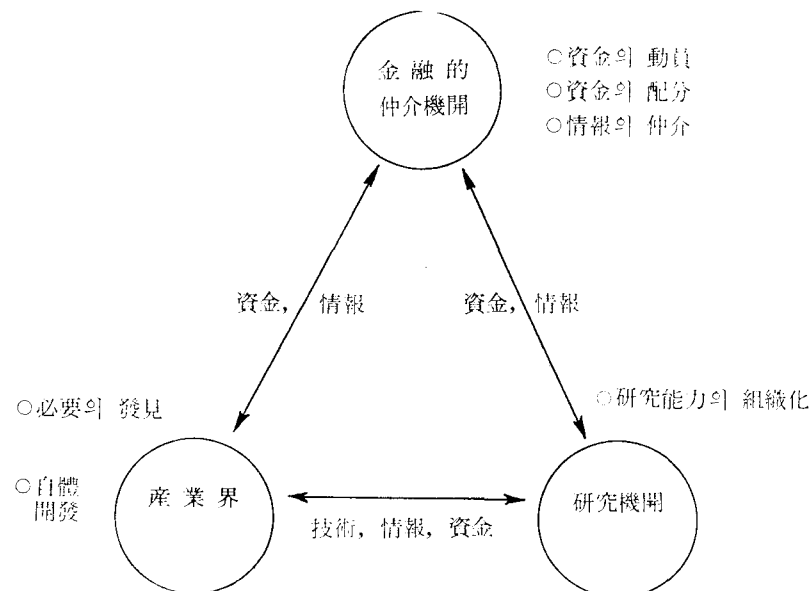 金融的
仲介機開
○資金의 動員
○資金의 配分
○情報의 仲介
資金, 情報
資金, 情報
○必要의 發見
○研究能力의 組織化
○自體
開發
産業界
研究機開
技術, 情報, 資金